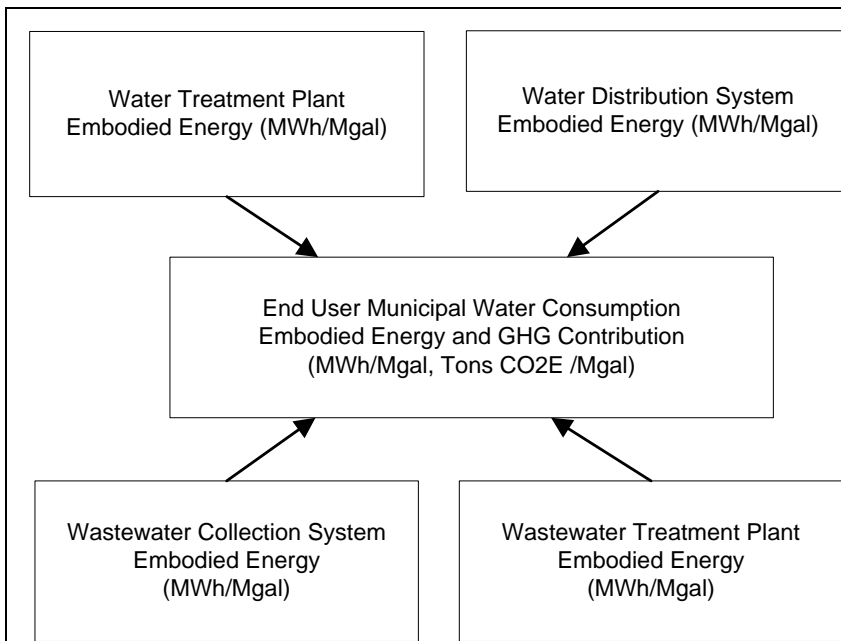 Water Treatment Plant
Embodied Energy (MWh/Mgal)
Water Distribution System
Embodied Energy (MWh/Mgal)
End User Municipal Water Consumption
Embodied Energy and GHG Contribution
(MWh/Mgal, Tons CO2E /Mgal)
Wastewater Collection System
Embodied Energy
(MWh/Mgal)
Wastewater Treatment Plant
Embodied Energy
(MWh/Mgal)